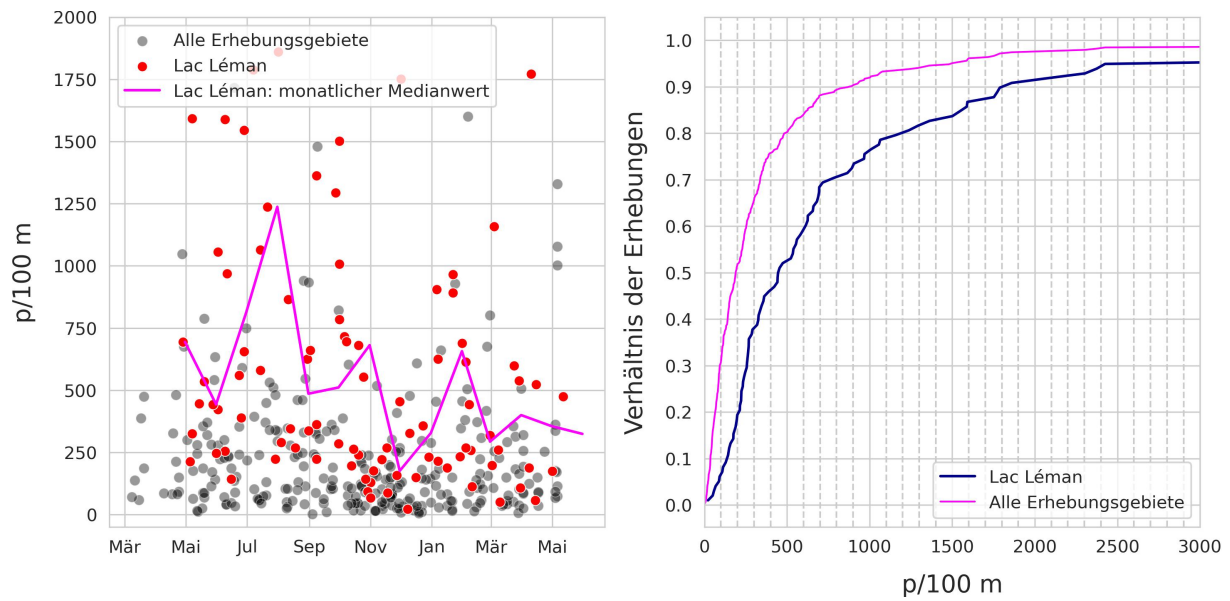 2000
1750
1500
1250
1000
750
500
250
0
p/100 m
Alle Erhebungsgebiete
Lac Léman
Lac Léman: monatlicher Medianwert
Mär
Mai
Jul
Sep
Nov
Jan
Mär
Mai
Verhältnis der Erhebungen
1.0
0.9
0.8
0.7
0.6
0.5
0.4
0.3
0.2
0.1
0.0
Lac Léman
Alle Erhebungsgebiete
0
500
1000
1500
2000
2500
3000
p/100 m